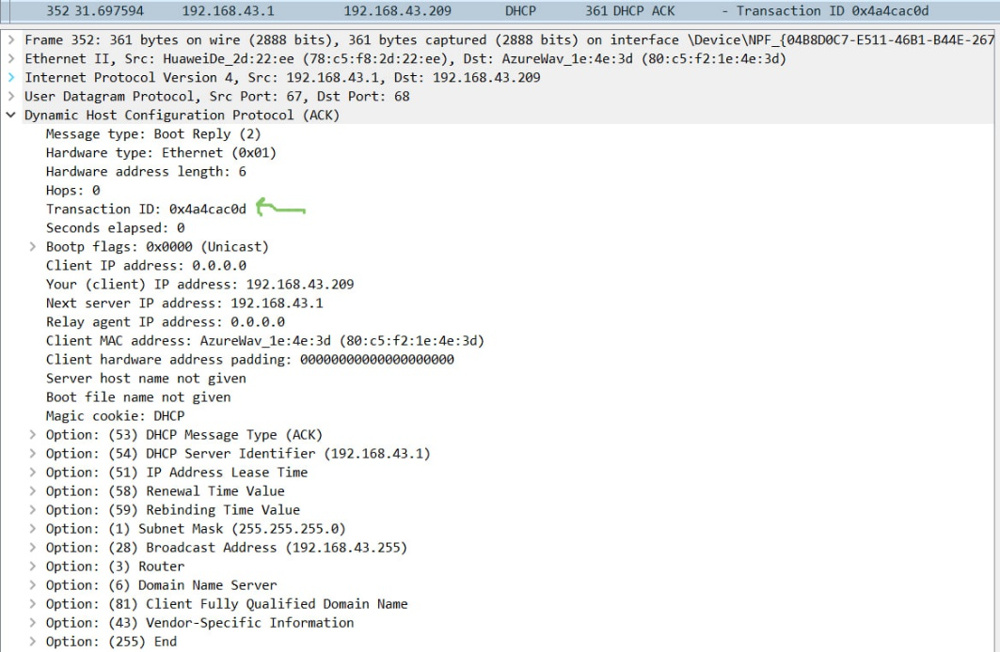 352 31.697594 192.168.43.1 192.168.43.209 DHCP 361 DHCP ACK - Transaction ID 0x4a4cac0d
Frame 352: 361 bytes on wire (2888 bits), 361 bytes captured (2888 bits) on interface \Device\NPF_{04B8D0C7-E511-46B1-B44E-267
Ethernet II, Src: HuaweiDe_2d:22:ee (78:c5:f8:2d:22:ee), Dst: AzureWav_1e:4e:3d (80:c5:f2:1e:4e:3d)
Internet Protocol Version 4, Src: 192.168.43.1, Dst: 192.168.43.209
User Datagram Protocol, Src Port: 67, Dst Port: 68
Dynamic Host Configuration Protocol (ACK)
Message type: Boot Reply (2)
Hardware type: Ethernet (0x01)
Hardware address length: 6
Hops: 0
Transaction ID: 0x4a4cac0d
Seconds elapsed: 0
Bootp flags: 0x0000 (Unicast)
Client IP address: 0.0.0.0
Your (client) IP address: 192.168.43.209
Next server IP address: 192.168.43.1
Relay agent IP address: 0.0.0.0
Client MAC address: AzureWav_1e:4e:3d (80:c5:f2:1e:4e:3d)
Client hardware address padding: 00000000000000000000
Server host name not given
Boot file name not given
Magic cookie: DHCP
Option: (53) DHCP Message Type (ACK)
Option: (54) DHCP Server Identifier (192.168.43.1)
Option: (51) IP Address Lease Time
Option: (58) Renewal Time Value
Option: (59) Rebinding Time Value
Option: (1) Subnet Mask (255.255.255.0)
Option: (28) Broadcast Address (192.168.43.255)
Option: (3) Router
Option: (6) Domain Name Server
Option: (81) Client Fully Qualified Domain Name
Option: (43) Vendor-Specific Information
Option: (255) End